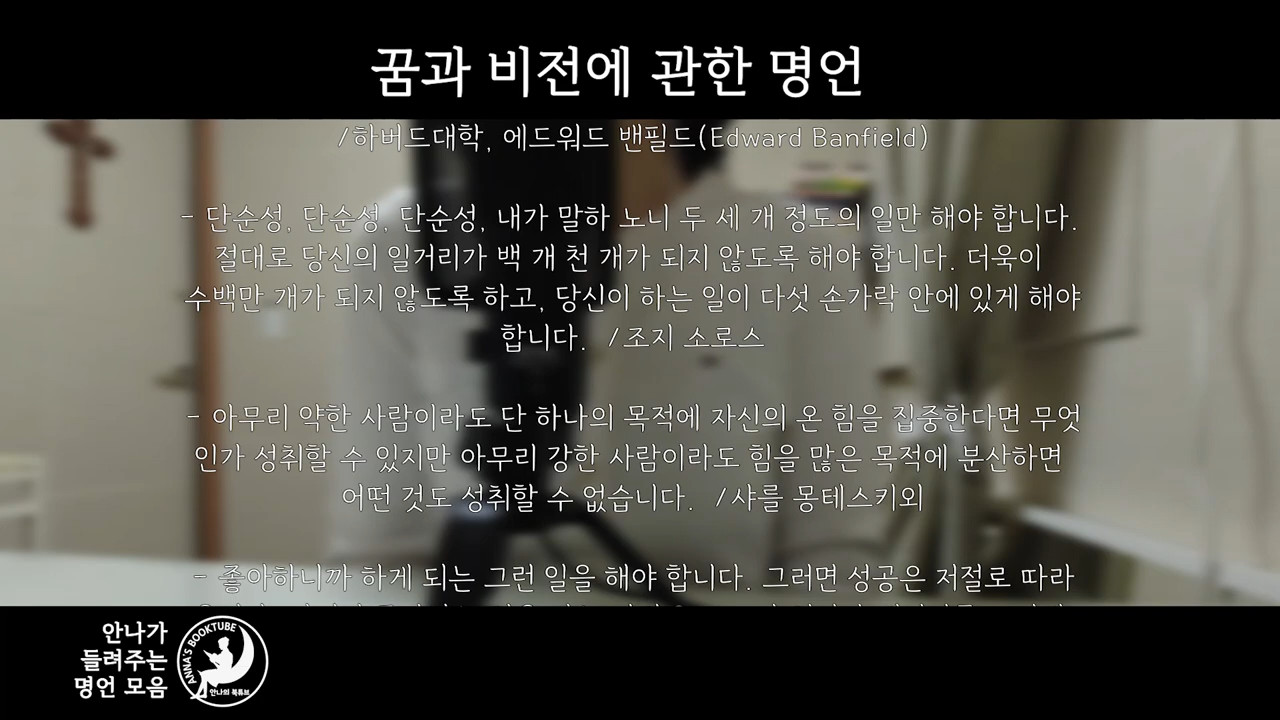 꿈과 비전에 관한 명언
/하버드대학, 에드워드 밴필드(Edward Banfield)
- 단순성, 단순성, 단순성, 내가 말하 노니 두 세 개 정도의 일만 해야 합니다.
절대로 당신의 일거리가 백 개 천 개가 되지 않도록 해야 합니다. 더욱이
수백만 개가 되지 않도록 하고, 당신이 하는 일이 다섯 손가락 안에 있게 해야
합니다. /조지 소로스
- 아무리 약한 사람이라도 단 하나의 목적에 자신의 온 힘을 집중한다면 무엇
인가 성취할 수 있지만 아무리 강한 사람이라도 힘을 많은 목적에 분산하면
어떤 것도 성취할 수 없습니다. /샤를 몽테스키외
- 좋아하니까 하게 되는 그런 일을 해야 합니다. 그러면 성공은 저절로 따라
안나가
들려주는
명언 모음
ANNA'S BOOKTUBE
안나의 북튜브